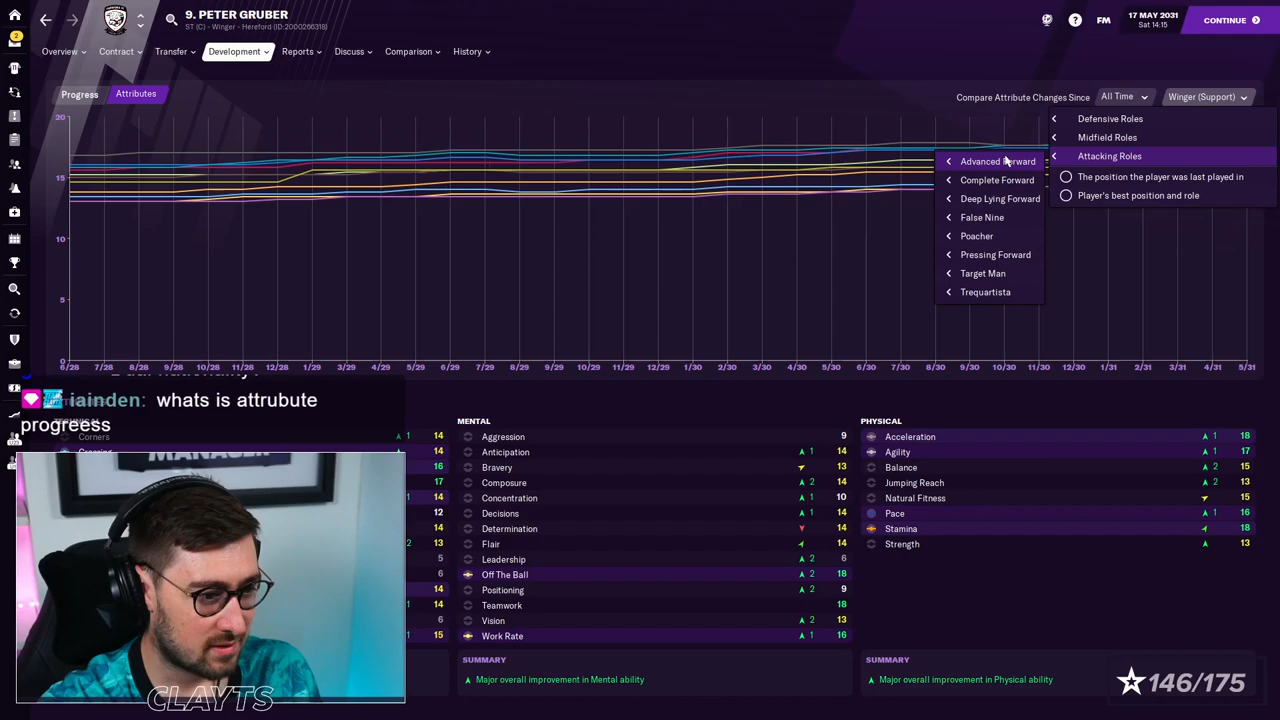 9. PETER GRUBER
ST (C) - Winger - Hereford (ID:2000266318)
FM
17 MAY 2031
Sat 14:15
CONTINUE
2
Overview
Contract
Transfer
Development
Reports
Discuss
Comparison
History
Progress
Attributes
Compare Attribute Changes Since
All Time
Winger (Support)
Defensive Roles
Midfield Roles
Attacking Roles
The position the player was last played in
Player's best position and role
Advanced Forward
Complete Forward
Deep Lying Forward
False Nine
Poacher
Pressing Forward
Target Man
Trequartista
20
15
10
5
0
6/28 7/28 8/28 9/28 10/28 11/28 12/28 1/29 3/29 4/29 5/29 6/29 7/29 8/29 9/29 10/29 11/29 12/29 1/30 2/30 3/30 4/30 5/30 6/30 7/30 8/30 9/30 10/30 11/30 12/30 1/31 2/31 3/31 4/31 5/31
iainden: whats is attrubute
progreess
Corners 1 14
14
16
17
1 14
12
14
2 13
5
6
14
1 14
6
1 15
MENTAL
Aggression 9
Anticipation 1 14
Bravery 13
Composure 2 14
Concentration 1 10
Decisions 1 14
Determination 14
Flair 14
Leadership 2 6
Off The Ball 2 18
Positioning 2 9
Teamwork 18
Vision 2 13
Work Rate 1 16
SUMMARY
Major overall improvement in Mental ability
PHYSICAL
Acceleration 1 18
Agility 1 17
Balance 2 15
Jumping Reach 2 13
Natural Fitness 15
Pace 1 16
Stamina 18
Strength 13
SUMMARY
Major overall improvement in Physical ability
146/175
MANAGER
CLAYTS